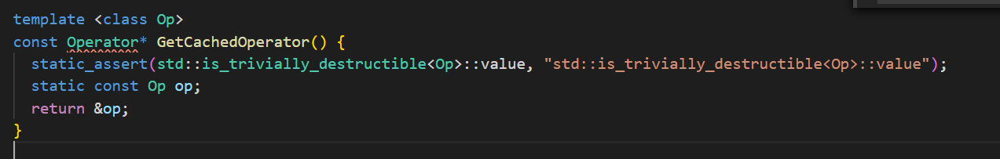 template <class Op>
const Operator* GetCachedOperator() {
  static_assert(std::is_trivially_destructible<Op>::value, "std::is_trivially_destructible<Op>::value");
  static const Op op;
  return &op;
}